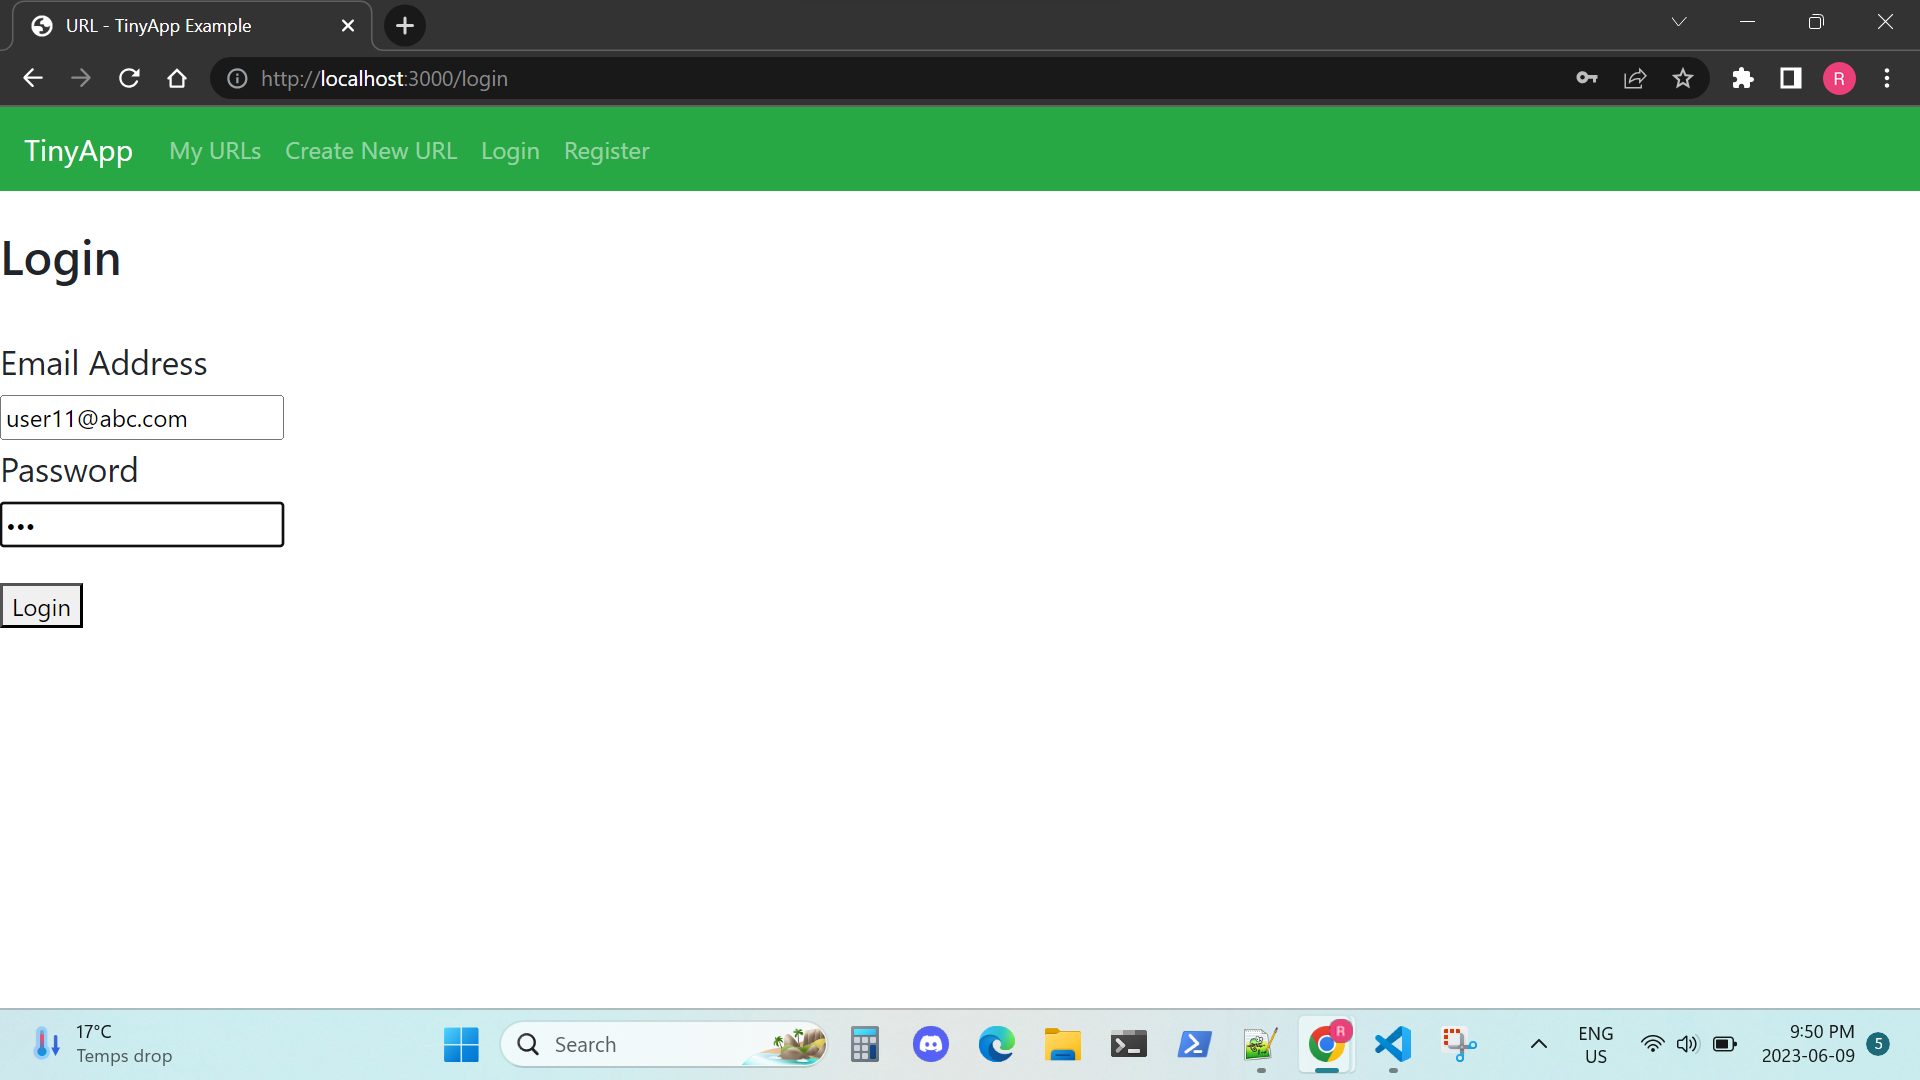 URL - TinyApp Example
http://localhost:3000/login
R
TinyApp My URLs Create New URL Login Register
Login
Email Address
user11@abc.com
Password
•••
Login
17°C
Temps drop
Search
R
ENG
US
9:50 PM
2023-06-09
5